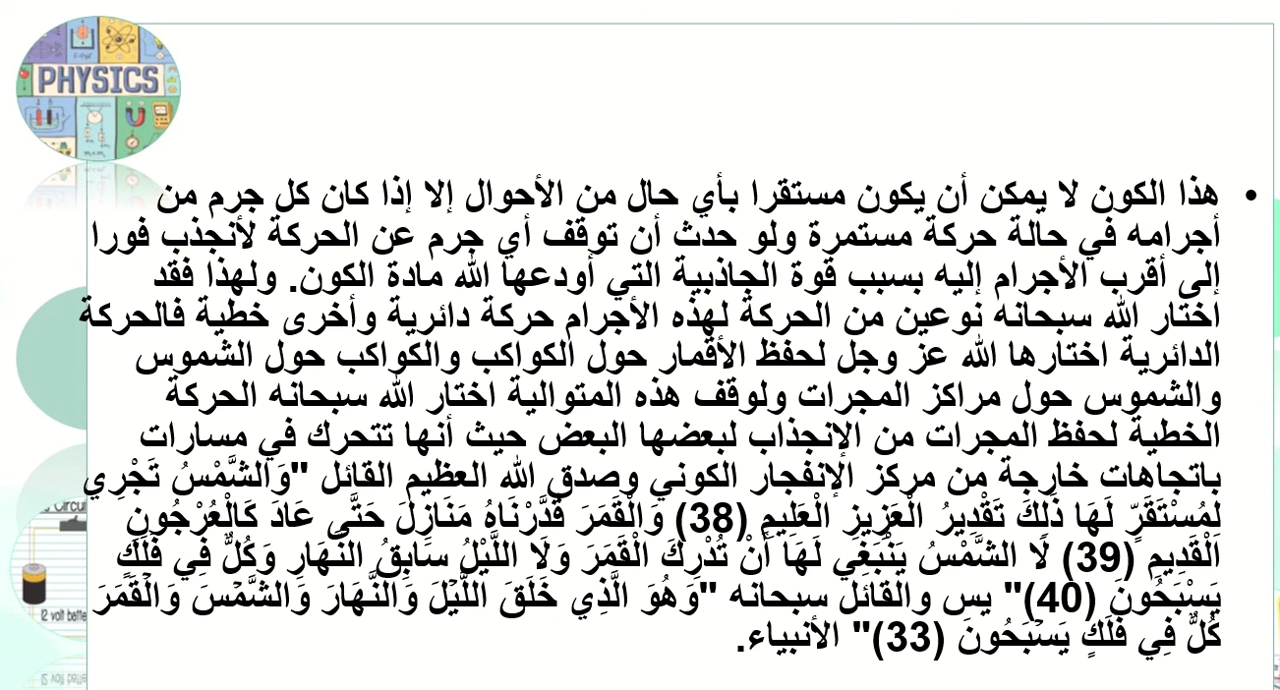 PHYSICS
• هذا الكون لا يمكن أن يكون مستقرا بأي حال من الأحوال إلا إذا كان كل جرم من
أجرامه في حالة حركة مستمرة ولو حدث أن توقف أي جرم عن الحركة لأنجذب فورا
إلى أقرب الأجرام إليه بسبب قوة الجاذبية التي أودعها الله مادة الكون. ولهذا فقد
اختار الله سبحانه نوعين من الحركة لهذه الأجرام حركة دائرية وأخرى خطية فالحركة
الدائرية اختارها الله عز وجل لحفظ الأقمار حول الكواكب والكواكب حول الشموس
والشموس حول مراكز المجرات ولوقف هذه المتوالية اختار الله سبحانه الحركة
الخطية لحفظ المجرات من الإنجذاب لبعضها البعض حيث أنها تتحرك في مسارات
باتجاهات خارجة من مركز الإنفجار الكوني وصدق الله العظيم القائل "وَالشَّمْسُ تَجْرِي
لِمُسْتَقَرٍّ لَهَا ذَلِكَ تَقْدِيرُ الْعَزِيزِ الْعَلِيمِ (38) وَالْقَمَرَ قَدَّرْنَاهُ مَنَازِلَ حَتَّى عَادَ كَالْعُرْجُونِ
الْقَدِيمِ (39) لَا الشَّمْسُ يَنْبَغِي لَهَا أَنْ تُدْرِكَ الْقَمَرَ وَلَا اللَّيْلُ سَابِقُ النَّهَارِ وَكُلٌّ فِي فَلَكٍ
يَسْبَحُونَ (40)" يس والقائل سبحانه "وَهُوَ الَّذِي خَلَقَ اللَّيْلَ وَالنَّهَارَ وَالشَّمْسَ وَالْقَمَرَ
كُلٌّ فِي فَلَكٍ يَسْبَحُونَ (33)" الأنبياء.
12 volt batte